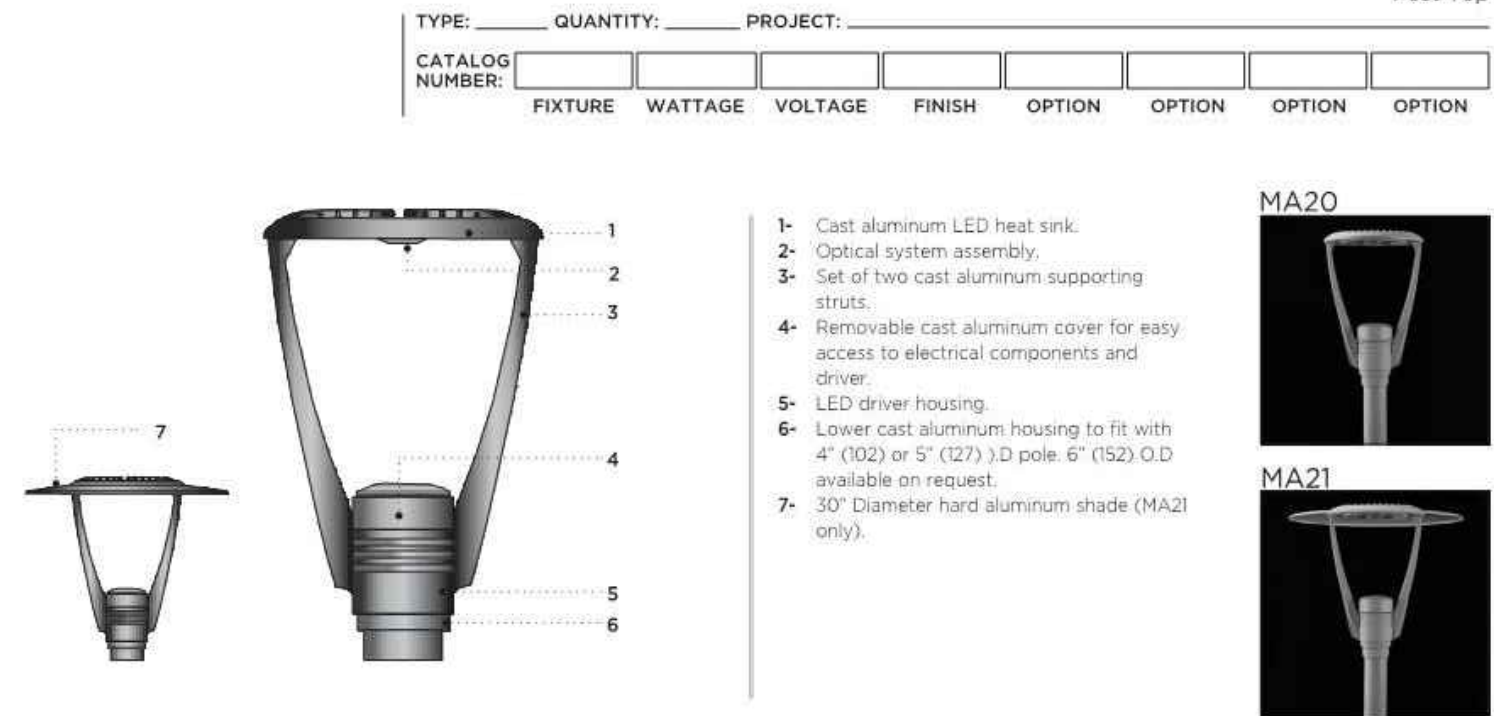 TYPE: ______ QUANTITY: ______ PROJECT: ______
CATALOG
NUMBER:
FIXTURE WATTAGE VOLTAGE FINISH OPTION OPTION OPTION OPTION
1
2
3
4
5
6
7
1- Cast aluminum LED heat sink.
2- Optical system assembly.
3- Set of two cast aluminum supporting
struts.
4- Removable cast aluminum cover for easy
access to electrical components and
driver.
5- LED driver housing.
6- Lower cast aluminum housing to fit with
4" (102) or 5" (127) ).D pole. 6" (152) O.D
available on request.
7- 30" Diameter hard aluminum shade (MA21
only).
MA20
MA21